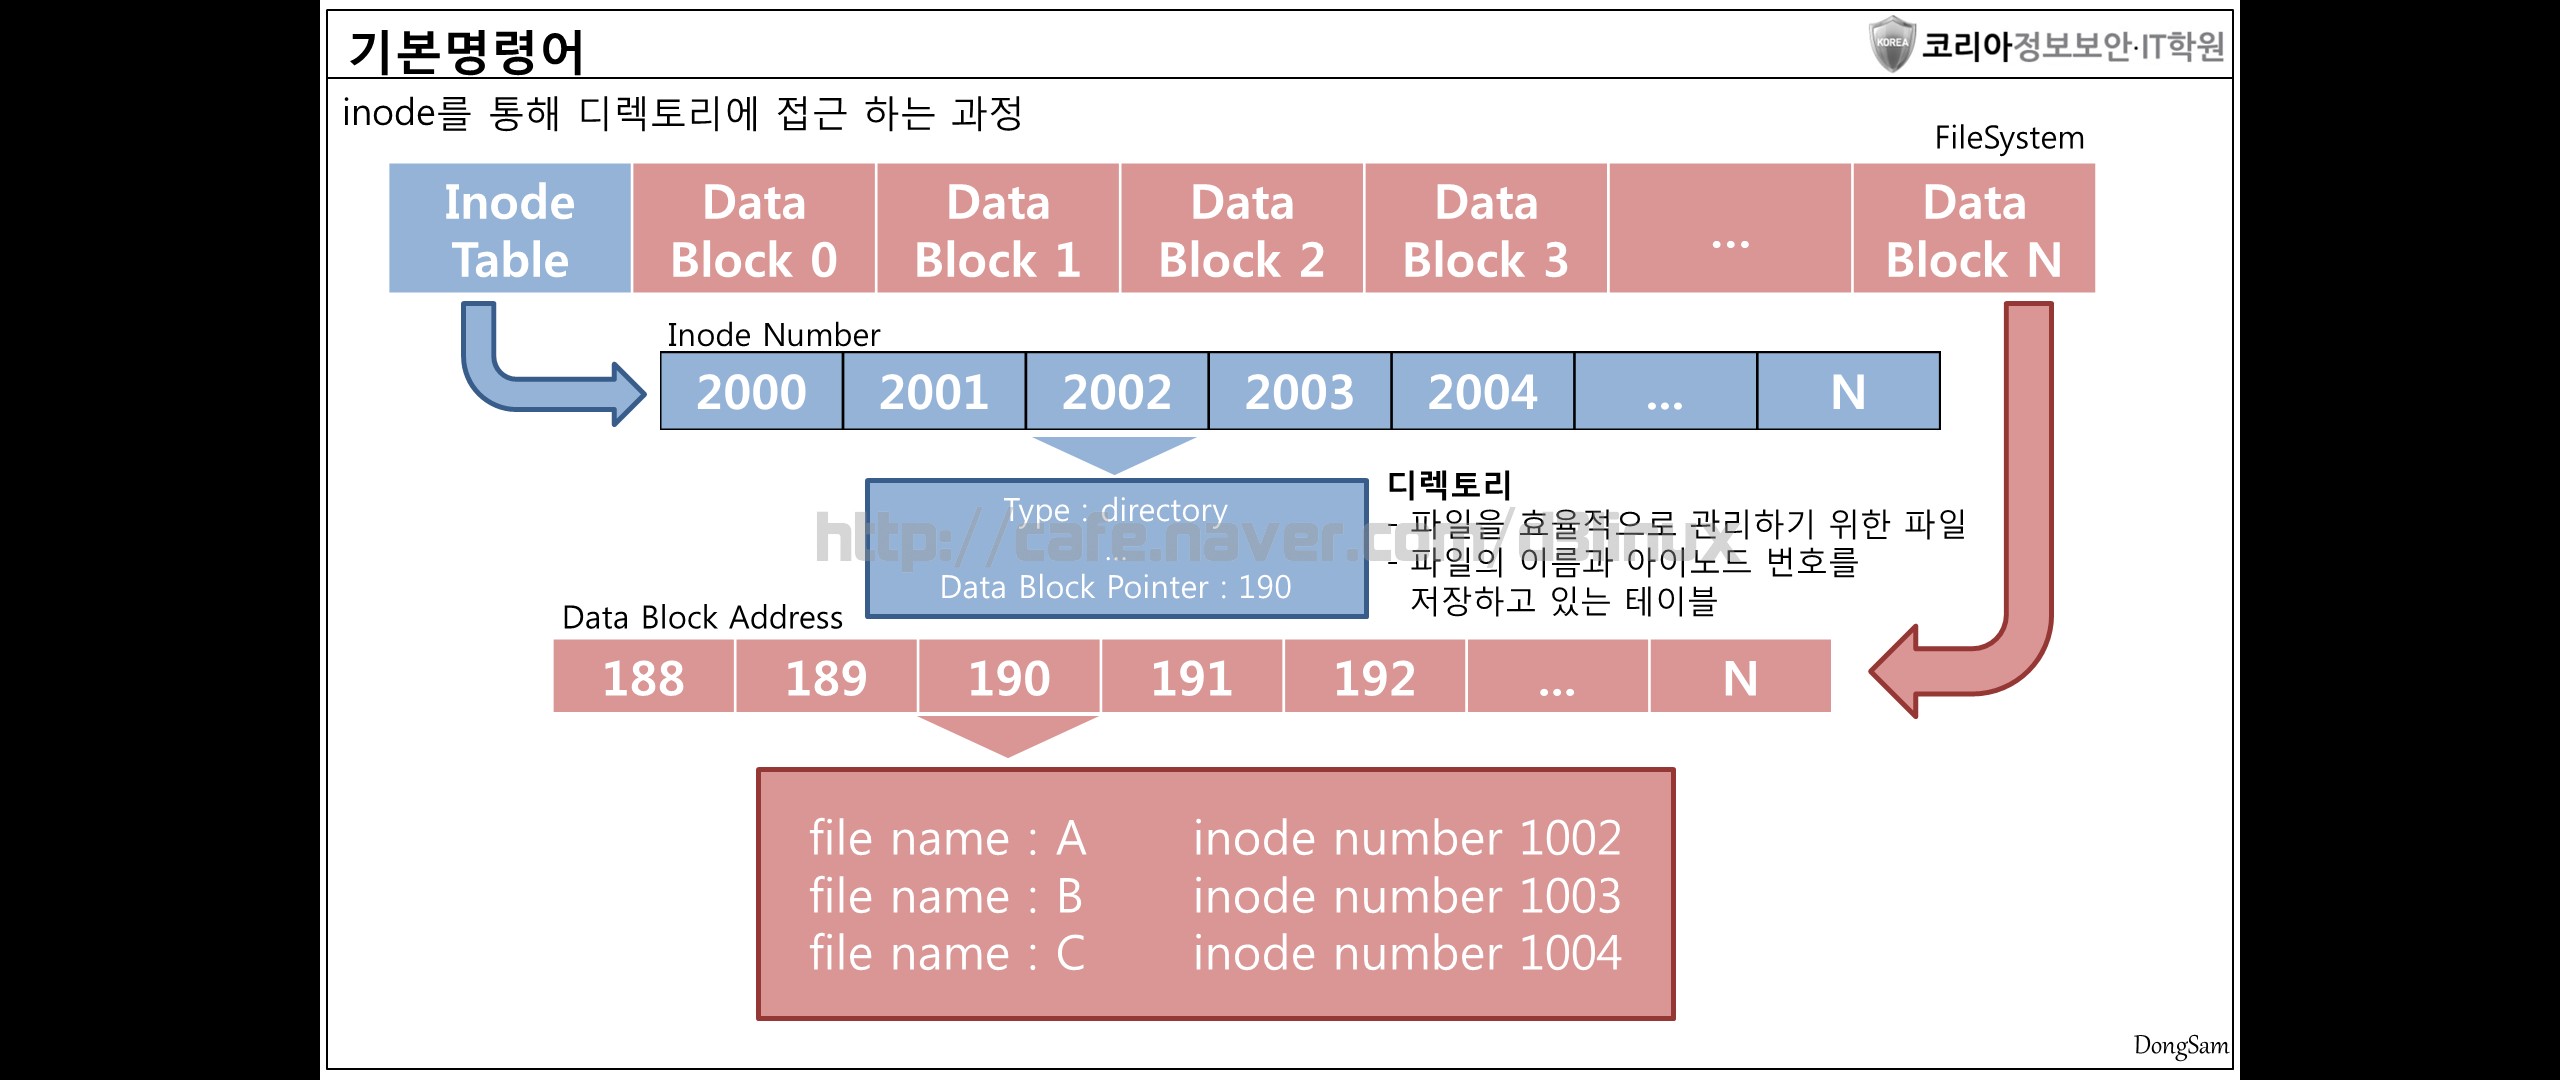 기본명령어
KOREA 코리아정보보안·IT학원
inode를 통해 디렉토리에 접근 하는 과정
FileSystem
Inode Table
Data Block 0
Data Block 1
Data Block 2
Data Block 3
...
Data Block N
Inode Number
2000 2001 2002 2003 2004 ... N
Type : directory
...
Data Block Pointer : 190
디렉토리
- 파일을 효율적으로 관리하기 위한 파일
- 파일의 이름과 아이노드 번호를
저장하고 있는 테이블
http://cafe.naver.com/d3linux
Data Block Address
188 189 190 191 192 ... N
file name : A inode number 1002
file name : B inode number 1003
file name : C inode number 1004
DongSam